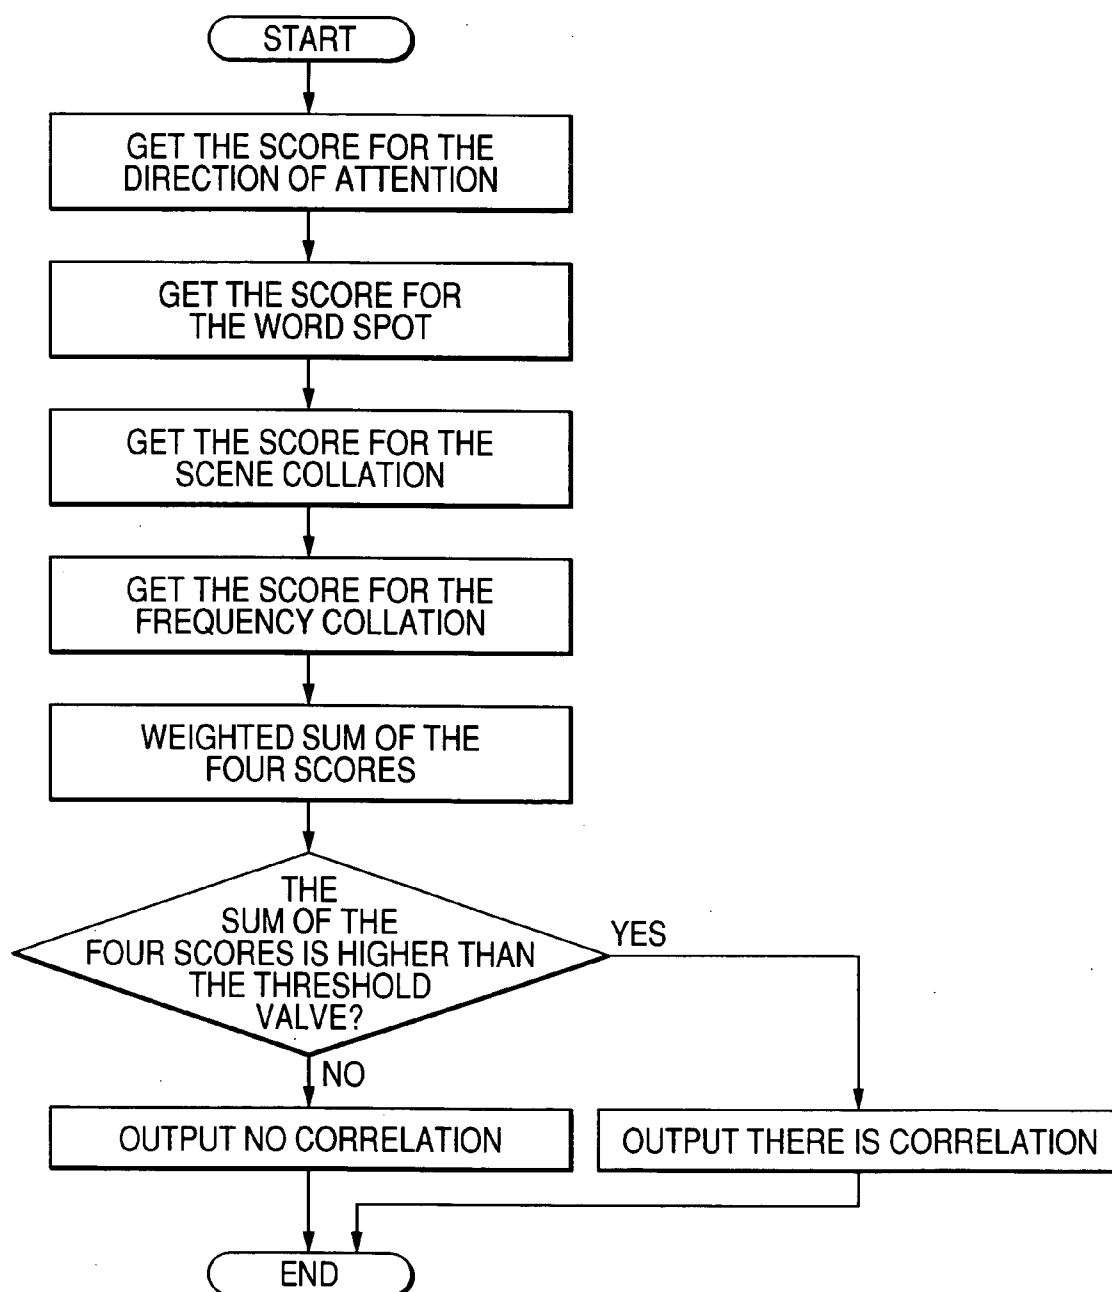 START
GET THE SCORE FOR THE
DIRECTION OF ATTENTION
GET THE SCORE FOR
THE WORD SPOT
GET THE SCORE FOR THE
SCENE COLLATION
GET THE SCORE FOR THE
FREQUENCY COLLATION
WEIGHTED SUM OF THE
FOUR SCORES
THE
SUM OF THE
FOUR SCORES IS HIGHER THAN
THE THRESHOLD
VALVE?
YES
NO
OUTPUT NO CORRELATION
OUTPUT THERE IS CORRELATION
END